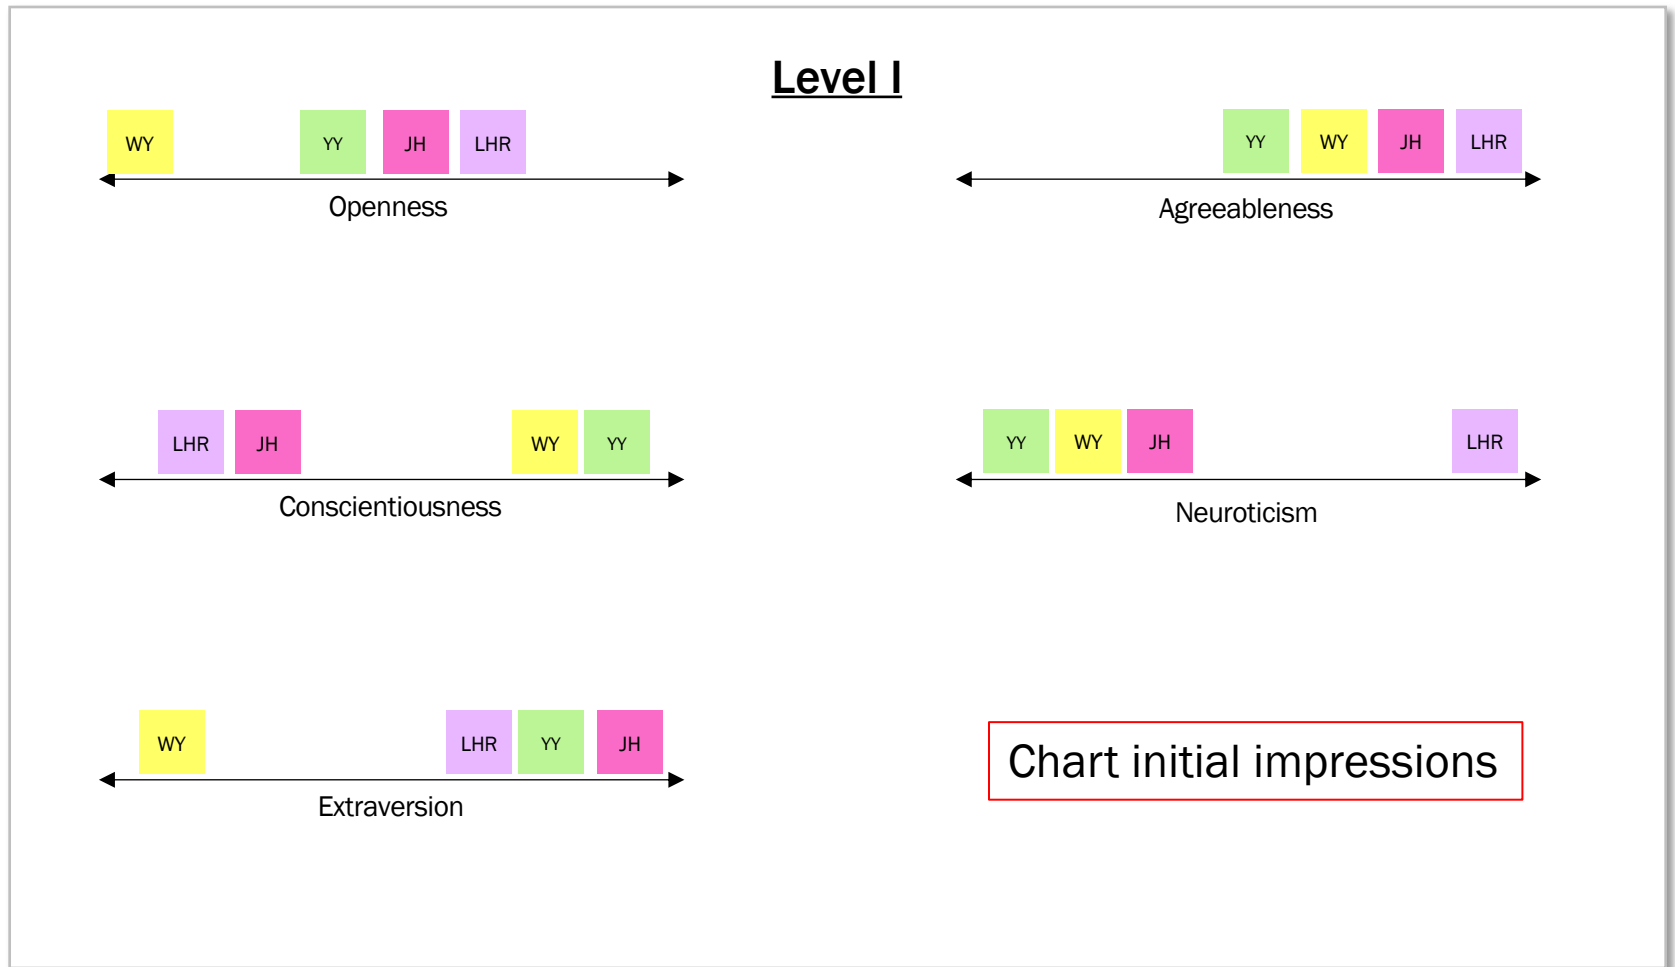 Level I
WY YY JH LHR
Openness
YY WY JH LHR
Agreeableness
LHR JH WY YY
Conscientiousness
YY WY JH LHR
Neuroticism
WY LHR YY JH
Extraversion
Chart initial impressions